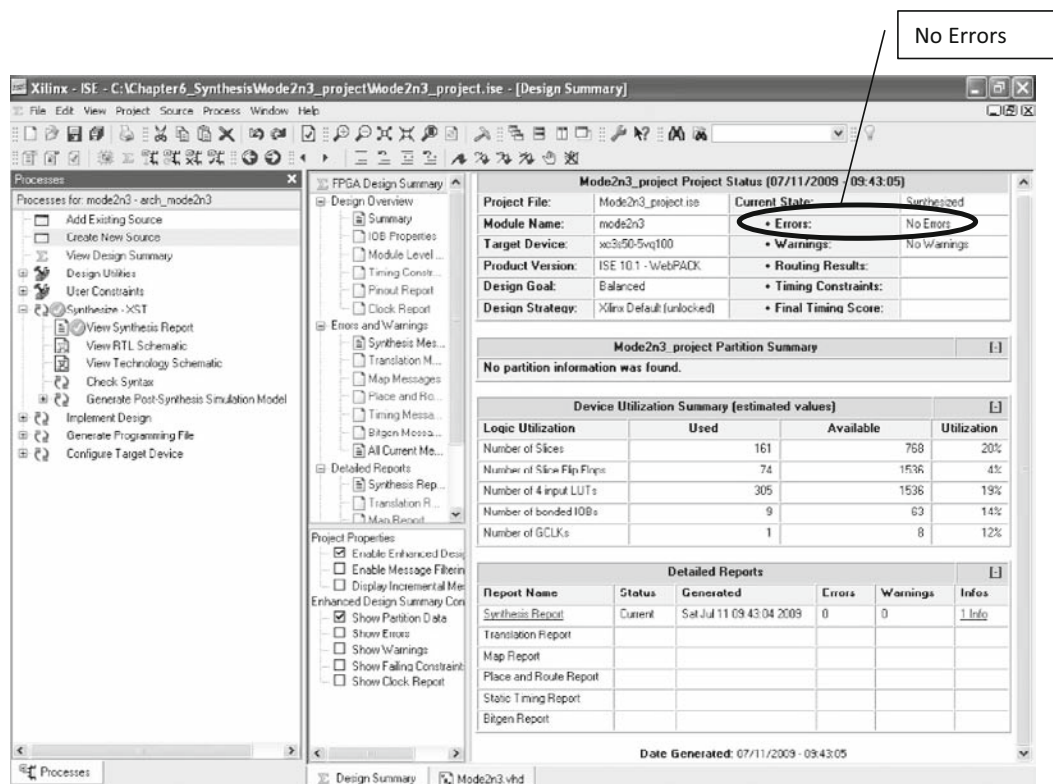 No Errors
Xilinx - ISE - C:\Chapter6_Synthesis\Mode2n3_project\Mode2n3_project.ise - [Design Summary]
File Edit View Project Source Process Window Help
Processes
Processes for: mode2n3 - arch_mode2n3
Add Existing Source
Create New Source
View Design Summary
Design Utilities
User Constraints
Synthesize - XST
View Synthesis Report
View RTL Schematic
View Technology Schematic
Check Syntax
Generate Post-Synthesis Simulation Model
Implement Design
Generate Programming File
Configure Target Device
Processes
FPGA Design Summary
Design Overview
Summary
IOB Properties
Module Level ...
Timing Constr...
Pinout Report
Clock Report
Errors and Warnings
Synthesis Mes...
Translation M...
Map Messages
Place and Ro...
Timing Messa...
Bitgen Messa...
All Current Me...
Detailed Reports
Synthesis Rep...
Translation R...
Map Report
Project Properties
Enable Enhanced Desig
Enable Message Filterin
Display Incremental Mes
Enhanced Design Summary Con
Show Partition Data
Show Errors
Show Warnings
Show Failing Constraint
Show Clock Report
Mode2n3_project Project Status (07/11/2009 - 09:43:05)
Project File: Mode2n3_project.ise Current State: Synthesized
Module Name: mode2n3 • Errors: No Errors
Target Device: xc3s50-5vq100 • Warnings: No Warnings
Product Version: ISE 10.1 - WebPACK • Routing Results:
Design Goal: Balanced • Timing Constraints:
Design Strategy: Xilinx Default (unlocked) • Final Timing Score:
Mode2n3_project Partition Summary [-]
No partition information was found.
Device Utilization Summary (estimated values) [-]
Logic Utilization Used Available Utilization
Number of Slices 161 768 20%
Number of Slice Flip Flops 74 1536 4%
Number of 4 input LUTs 305 1536 19%
Number of bonded IOBs 9 63 14%
Number of GCLKs 1 8 12%
Detailed Reports [-]
Report Name Status Generated Errors Warnings Infos
Synthesis Report Current Sat Jul 11 09:43:04 2009 0 0 1 Info
Translation Report
Map Report
Place and Route Report
Static Timing Report
Bitgen Report
Date Generated: 07/11/2009 - 09:43:05
Design Summary Mode2n3.vhd